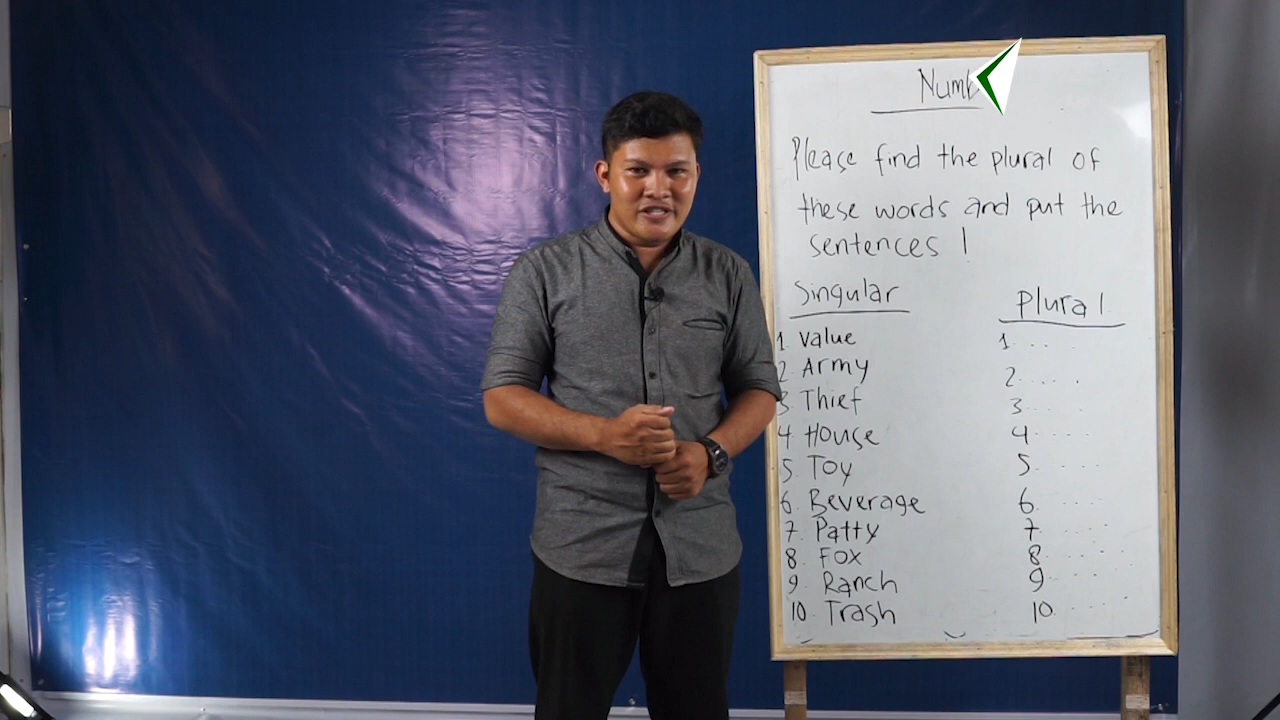 Numb
Please find the plural of
these words and put the
sentences !
Singular Plural
1 Value 1. ...
2 Army 2. ....
3 Thief 3. ....
4 House 4 ....
5 Toy 5. ....
6. Beverage 6. ....
7. Patty 7. ....
8 Fox 8 ....
9 Ranch 9 ....
10 Trash 10. ....